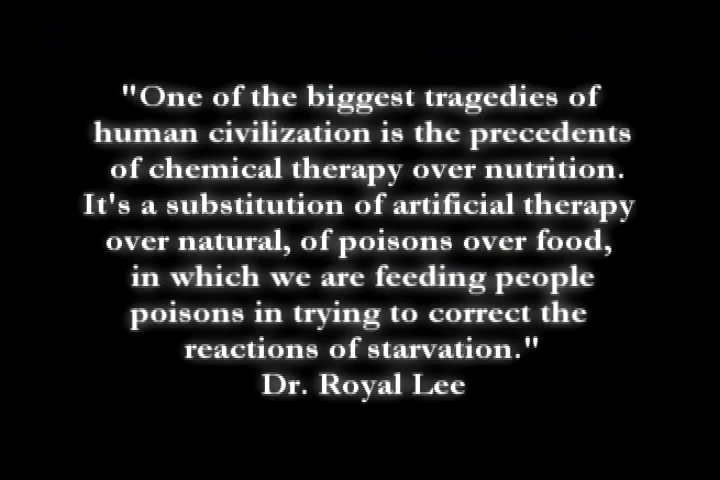 "One of the biggest tragedies of
human civilization is the precedents
of chemical therapy over nutrition.
It's a substitution of artificial therapy
over natural, of poisons over food,
in which we are feeding people
poisons in trying to correct the
reactions of starvation."
Dr. Royal Lee